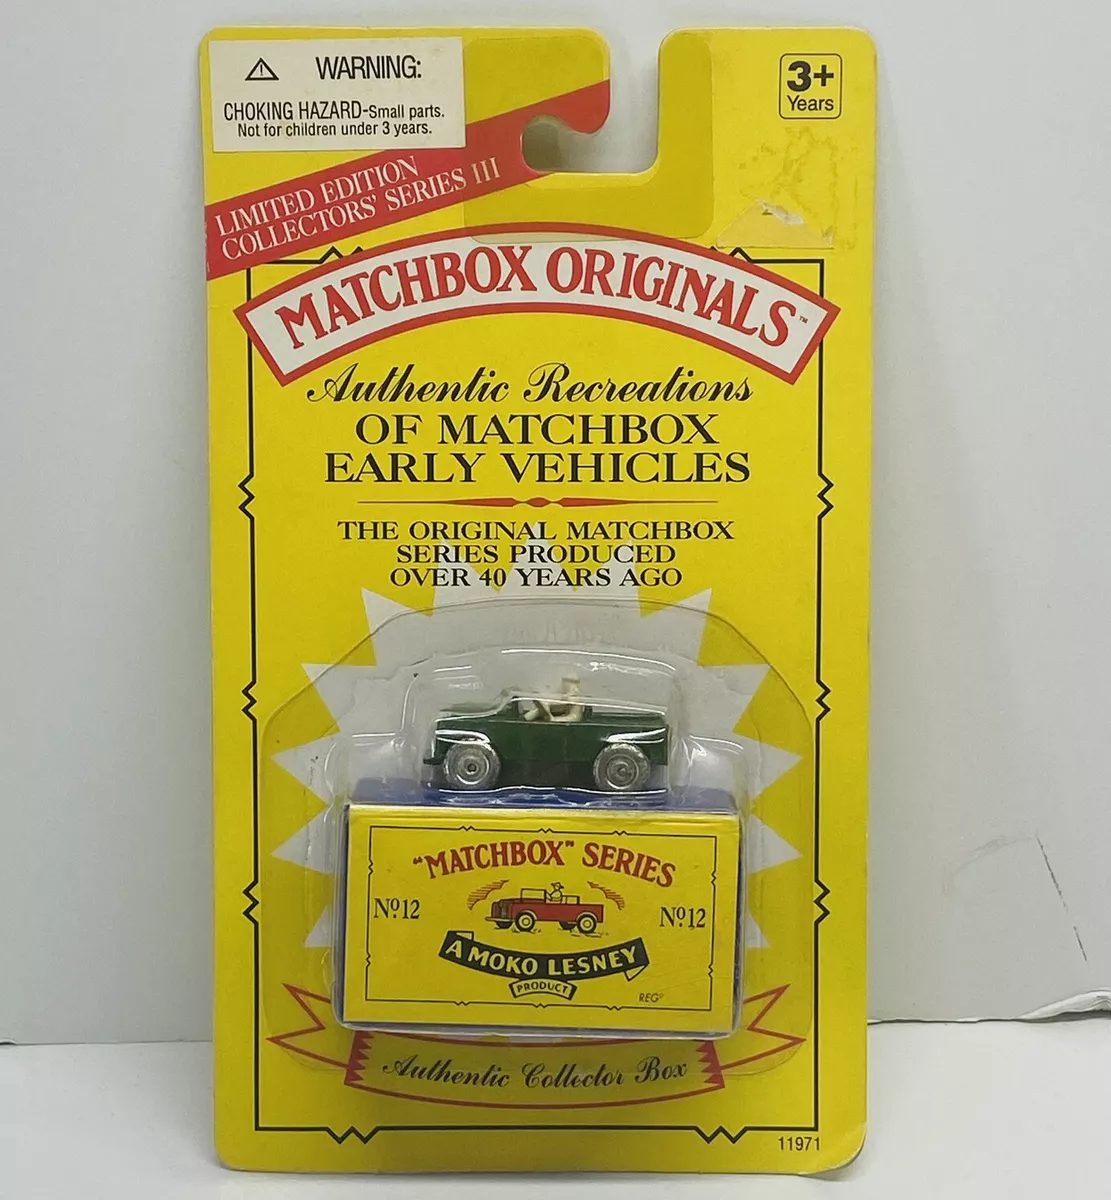 WARNING:
CHOKING HAZARD-Small parts.
Not for children under 3 years.
3+
Years
LIMITED EDITION
COLLECTORS' SERIES III
MATCHBOX ORIGINALS™
Authentic Recreations
OF MATCHBOX
EARLY VEHICLES
THE ORIGINAL MATCHBOX
SERIES PRODUCED
OVER 40 YEARS AGO
"MATCHBOX" SERIES
Nº12
Nº12
A MOKO LESNEY
PRODUCT
REGD
Authentic Collector Box
11971